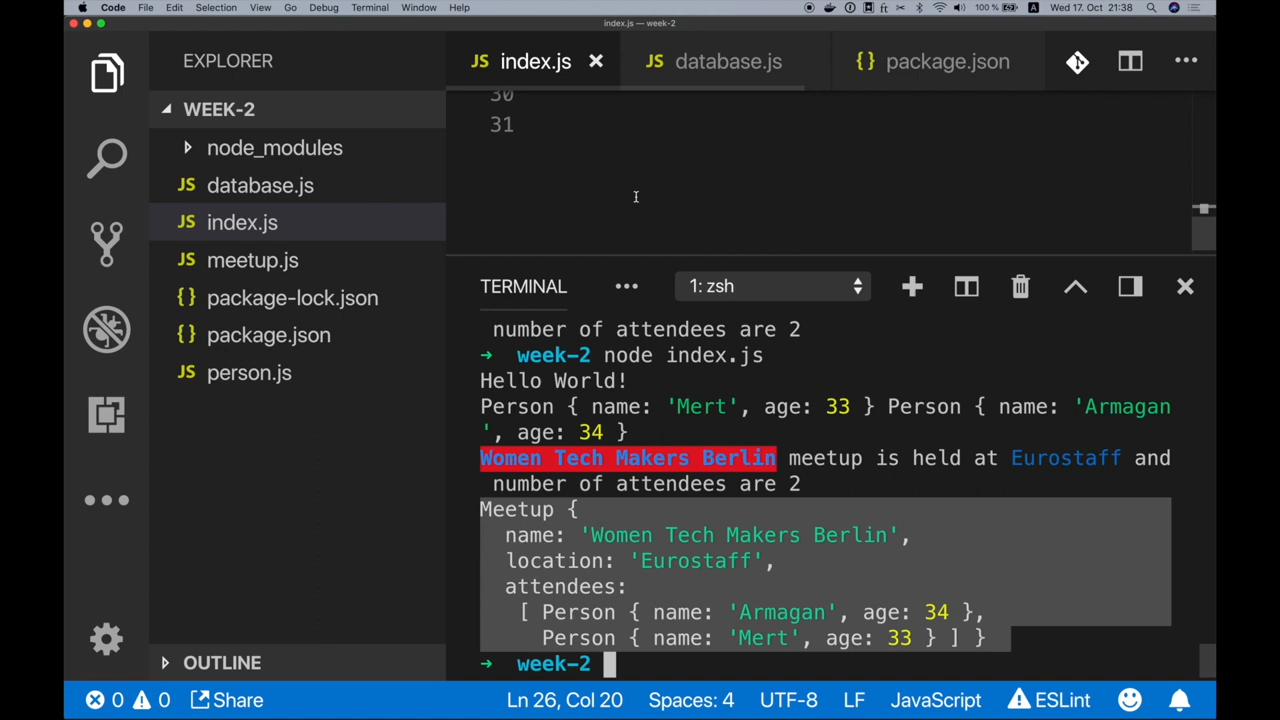 Code File Edit Selection View Go Debug Terminal Window Help 100 % A Wed 17. Oct 21:38
index.js — week-2
EXPLORER
JS index.js
JS database.js
{ } package.json
WEEK-2
node_modules
JS database.js
JS index.js
JS meetup.js
{ } package-lock.json
{ } package.json
JS person.js
OUTLINE
30
31
TERMINAL ••• 1: zsh
number of attendees are 2
➜ week-2 node index.js
Hello World!
Person { name: 'Mert', age: 33 } Person { name: 'Armagan
', age: 34 }
Women Tech Makers Berlin meetup is held at Eurostaff and
number of attendees are 2
Meetup {
name: 'Women Tech Makers Berlin',
location: 'Eurostaff',
attendees:
[ Person { name: 'Armagan', age: 34 },
Person { name: 'Mert', age: 33 } ] }
➜ week-2
0 0 Share Ln 26, Col 20 Spaces: 4 UTF-8 LF JavaScript ESLint